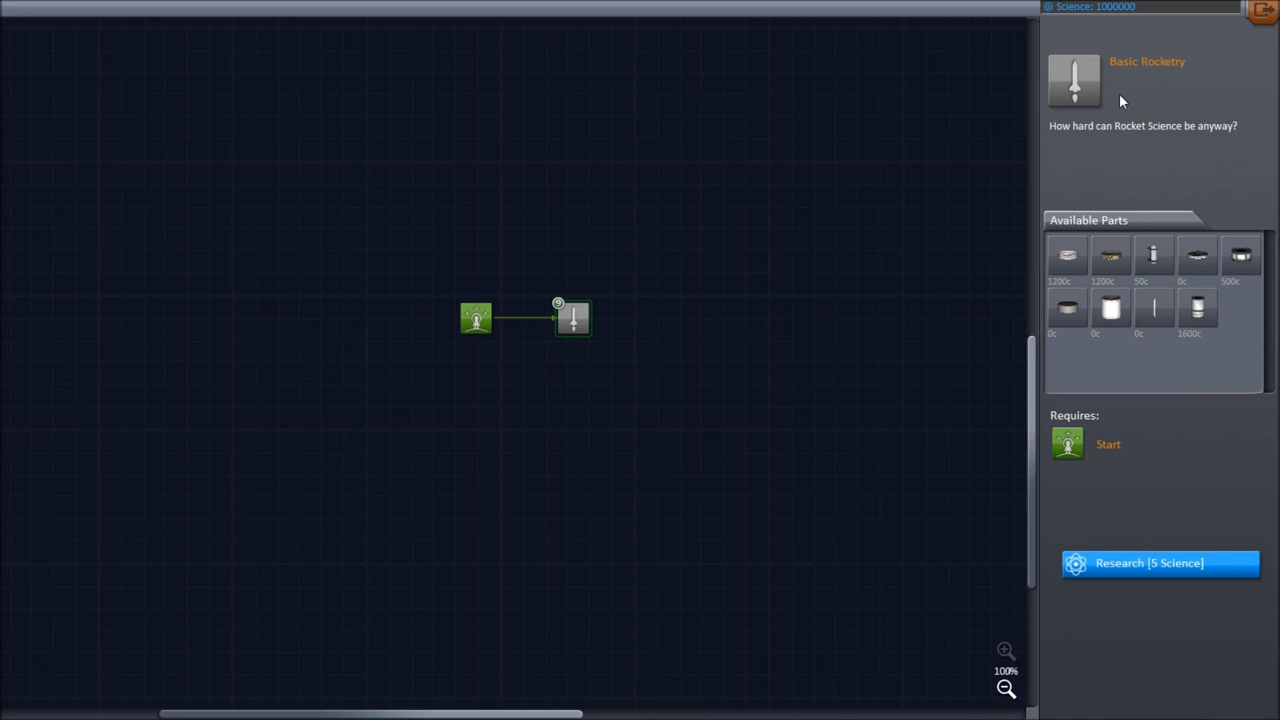 Science: 1000000
Basic Rocketry
How hard can Rocket Science be anyway?
Available Parts
1200c 1200c 50c 0c 500c
0c 0c 0c 1600c
Requires:
Start
9
Research [5 Science]
100%